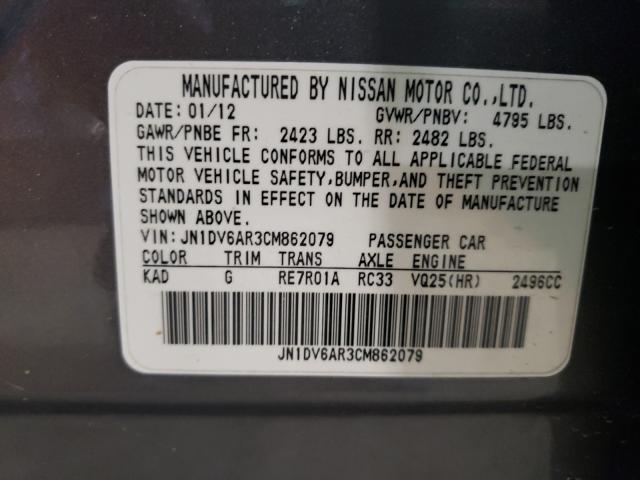 MANUFACTURED BY NISSAN MOTOR CO.,LTD.
DATE: 01/12 GVWR/PNBV: 4795 LBS.
GAWR/PNBE FR: 2423 LBS. RR: 2482 LBS.
THIS VEHICLE CONFORMS TO ALL APPLICABLE FEDERAL
MOTOR VEHICLE SAFETY,BUMPER,AND THEFT PREVENTION
STANDARDS IN EFFECT ON THE DATE OF MANUFACTURE
SHOWN ABOVE.
VIN:JN1DV6AR3CM862079 PASSENGER CAR
COLOR TRIM TRANS AXLE ENGINE
KAD G RE7R01A RC33 VQ25(HR) 2496CC
JN1DV6AR3CM862079